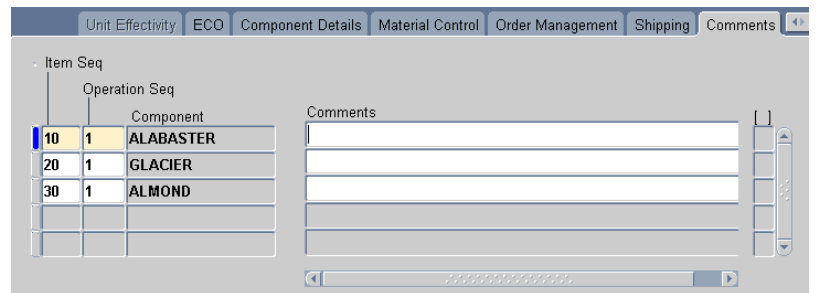 Unit Effectivity ECO Component Details Material Control Order Management Shipping Comments
Item Seq
Operation Seq
Component Comments [ ]
10 1 ALABASTER
20 1 GLACIER
30 1 ALMOND